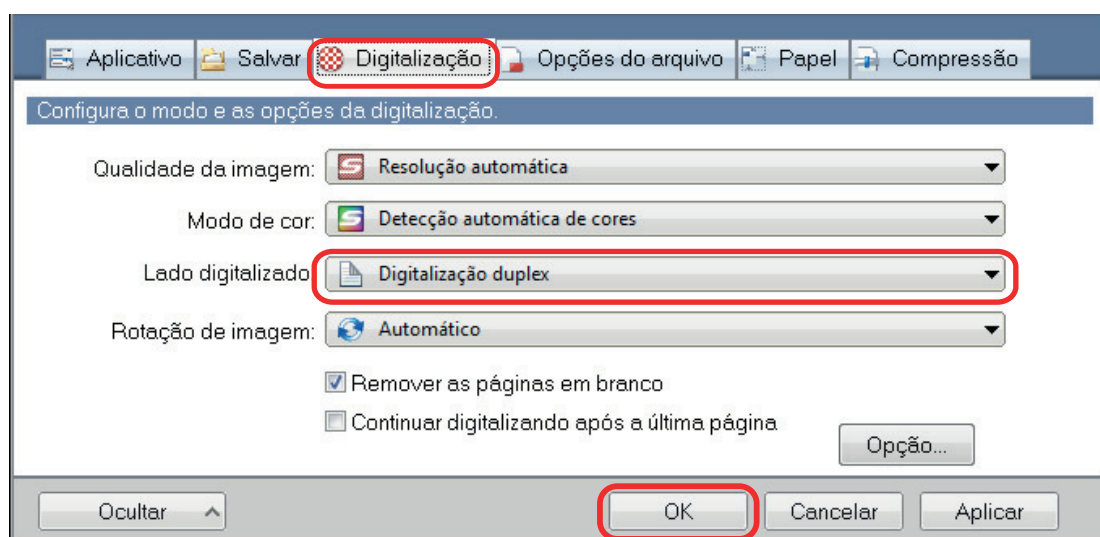 Aplicativo Salvar Digitalização Opções do arquivo Papel Compressão
Configura o modo e as opções da digitalização.
Qualidade da imagem: Resolução automática
Modo de cor: Detecção automática de cores
Lado digitalizado Digitalização duplex
Rotação de imagem: Automático
Remover as páginas em branco
Continuar digitalizando após a última página
Opção...
Ocultar OK Cancelar Aplicar